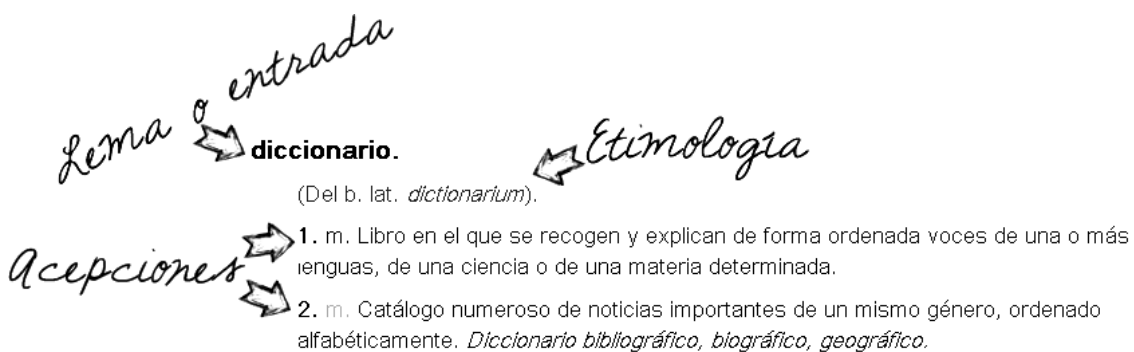 Lema o entrada
diccionario.
Etimología
(Del b. lat. dictionarium).
Acepciones
1. m. Libro en el que se recogen y explican de forma ordenada voces de una o más
lenguas, de una ciencia o de una materia determinada.
2. m. Catálogo numeroso de noticias importantes de un mismo género, ordenado
alfabéticamente. Diccionario bibliográfico, biográfico, geográfico.